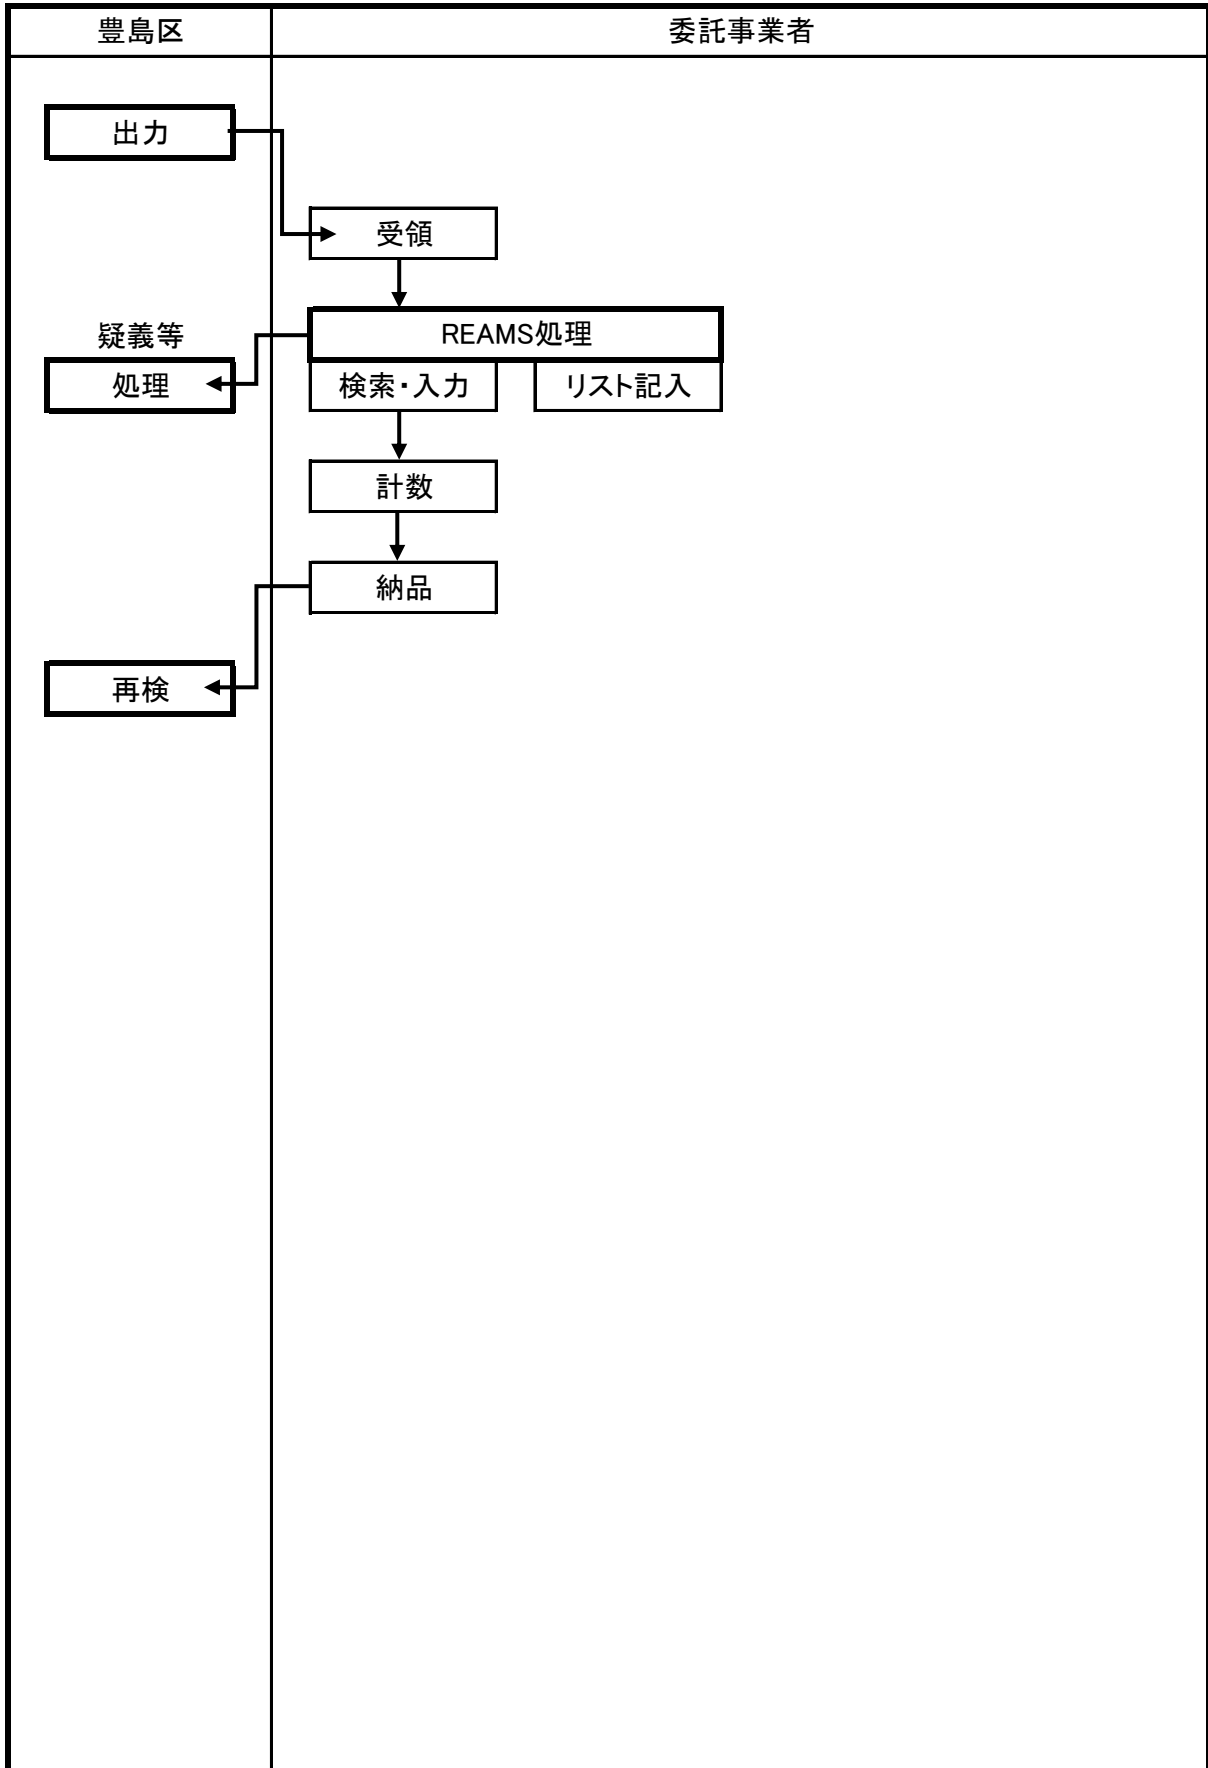 豊島区
委託事業者
出力
受領
疑義等
REAMS処理
処理
検索・入力
リスト記入
計数
納品
再検